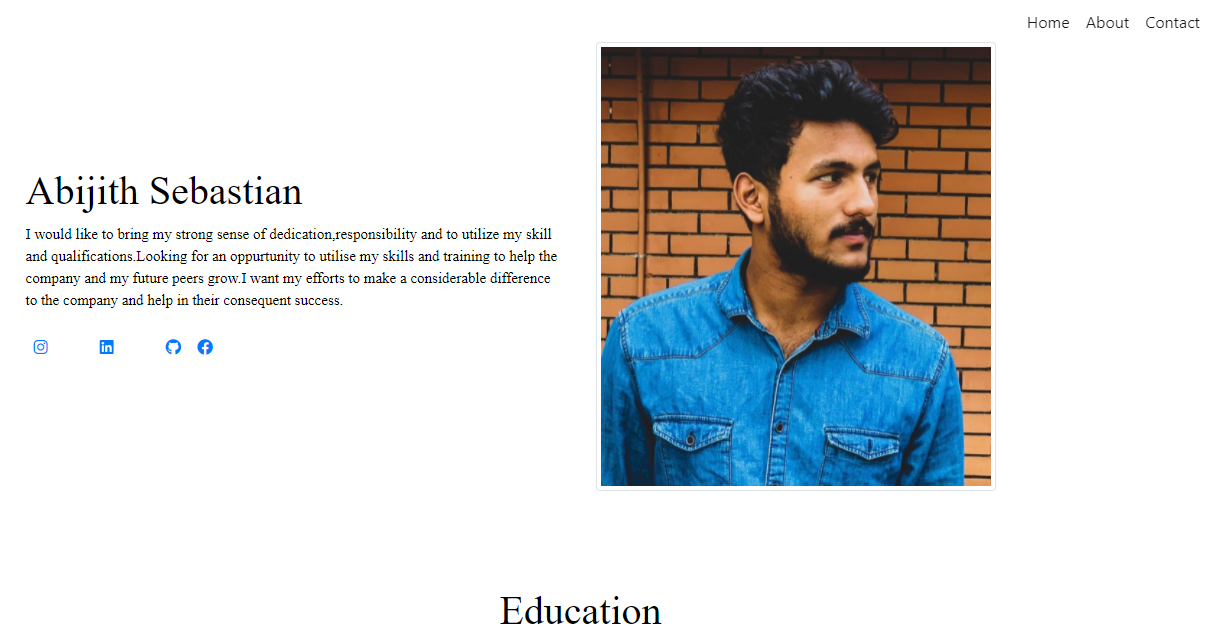 Home About Contact
Abijith Sebastian
I would like to bring my strong sense of dedication,responsibility and to utilize my skill
and qualifications.Looking for an oppurtunity to utilise my skills and training to help the
company and my future peers grow.I want my efforts to make a considerable difference
to the company and help in their consequent success.
Education